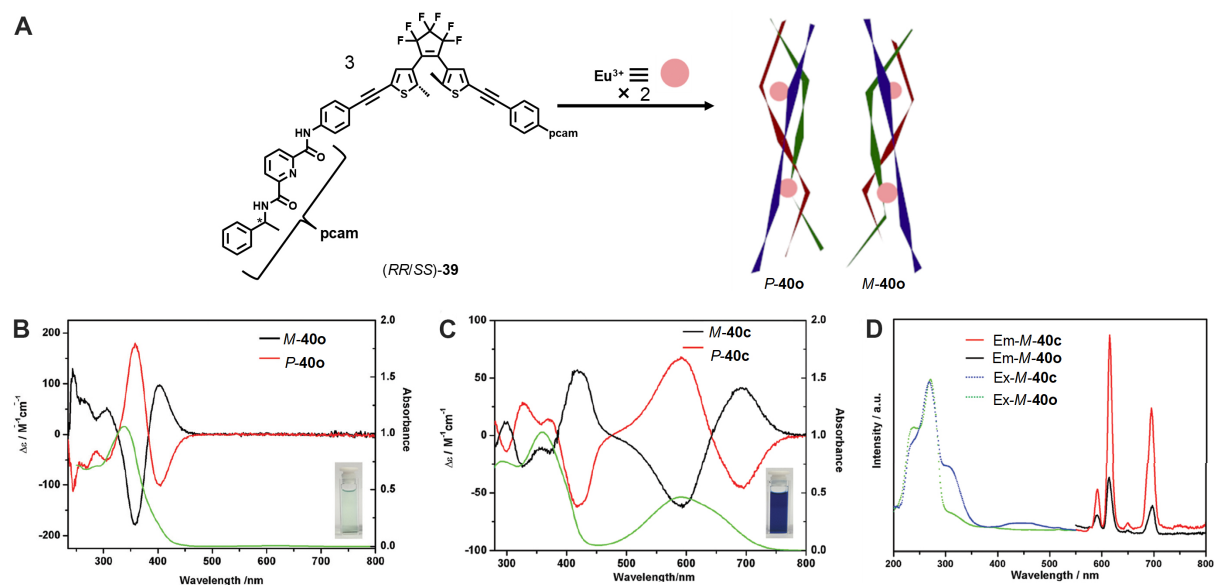 A
3
F F F F
F F
S
S
Eu³⁺ ≡
× 2
pcam
HN
O
N
HN
O
*
pcam
(RR/SS)-39
P-40o
M-40o
B
M-40o
P-40o
200
100
0
-100
-200
Δε / M⁻¹cm⁻¹
2.0
1.5
1.0
0.5
0.0
Absorbance
300 400 500 600 700 800
Wavelength /nm
C
M-40c
P-40c
100
50
0
-50
-100
Δε / M⁻¹cm⁻¹
2.0
1.5
1.0
0.5
0.0
Absorbance
300 400 500 600 700 800
Wavelength/nm
D
Em-M-40c
Em-M-40o
Ex-M-40c
Ex-M-40o
Intensity / a.u.
200 300 400 500 600 700 800
Wavelength / nm